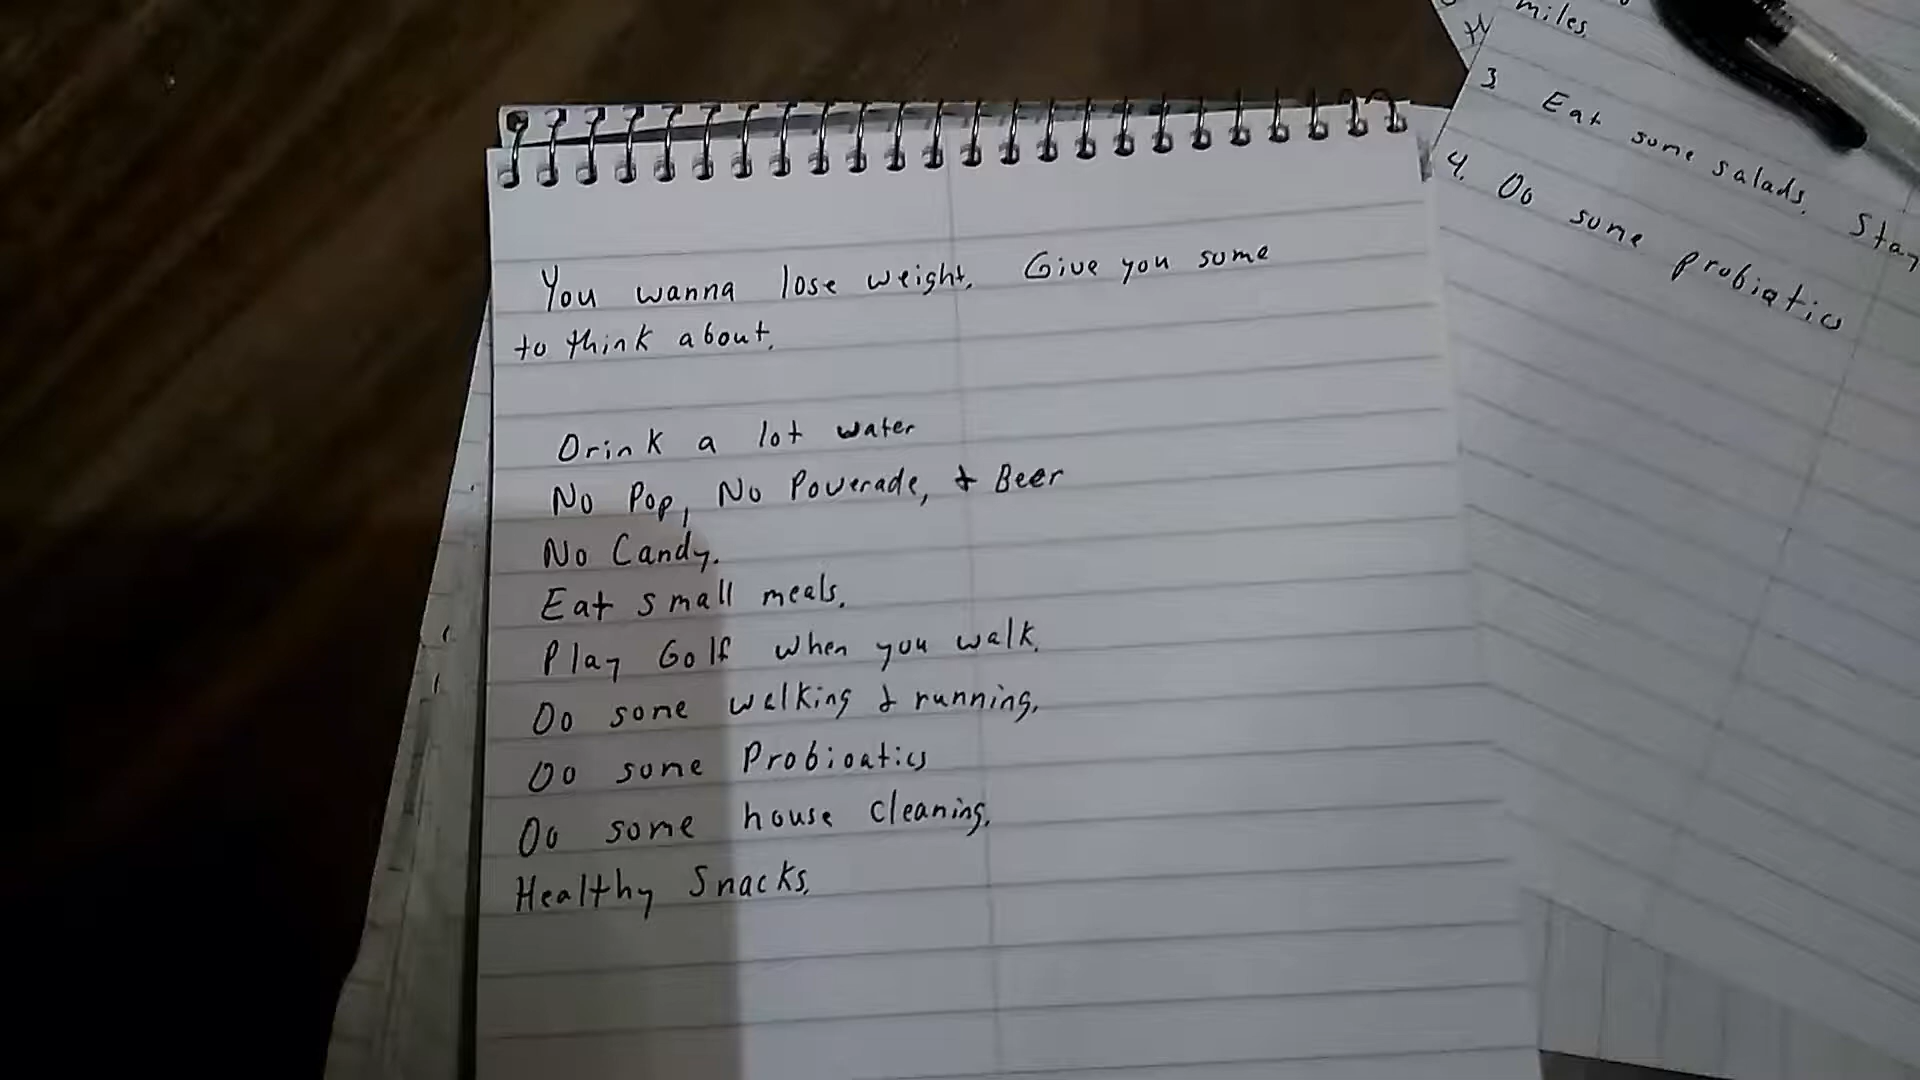 You wanna lose weight. Give you some
to think about.
Drink a lot water
No Pop, No Powerade, & Beer
No Candy.
Eat small meals.
Play Golf when you walk.
Do some walking & running.
Do some Probioatics
Do some house cleaning.
Healthy Snacks.
miles
3 Eat some salads. Stay
4. Do some probiatics